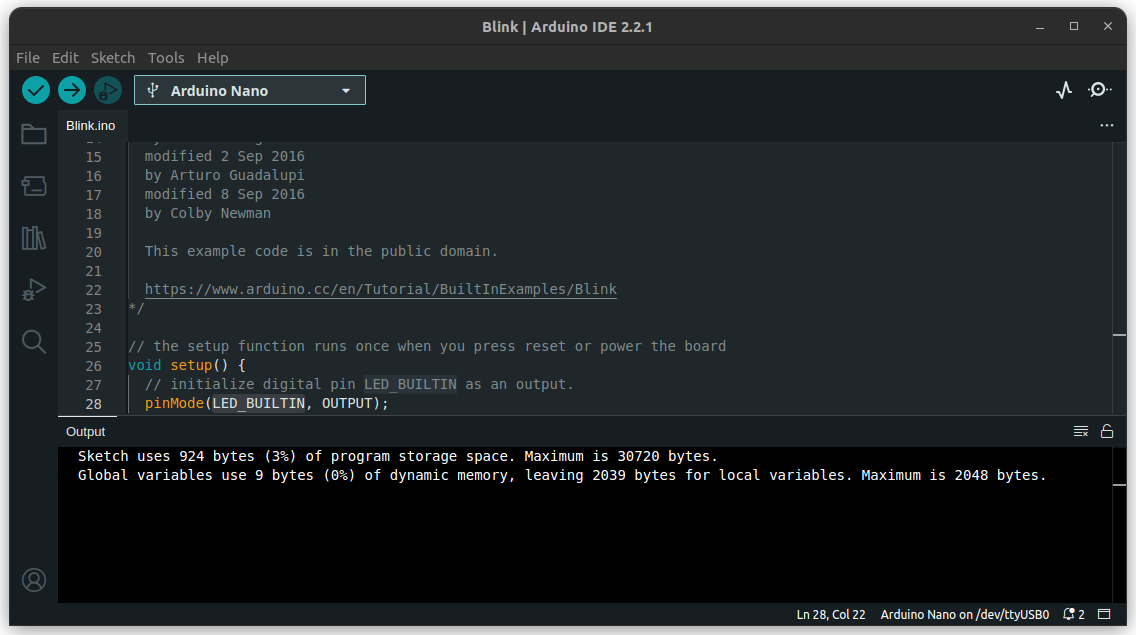 Blink | Arduino IDE 2.2.1
File Edit Sketch Tools Help
Arduino Nano
Blink.ino
15 modified 2 Sep 2016
16 by Arturo Guadalupi
17 modified 8 Sep 2016
18 by Colby Newman
19
20 This example code is in the public domain.
21
22 https://www.arduino.cc/en/Tutorial/BuiltInExamples/Blink
23 */
24
25 // the setup function runs once when you press reset or power the board
26 void setup() {
27 // initialize digital pin LED_BUILTIN as an output.
28 pinMode(LED_BUILTIN, OUTPUT);
Output
Sketch uses 924 bytes (3%) of program storage space. Maximum is 30720 bytes.
Global variables use 9 bytes (0%) of dynamic memory, leaving 2039 bytes for local variables. Maximum is 2048 bytes.
Ln 28, Col 22 Arduino Nano on /dev/ttyUSB0 2